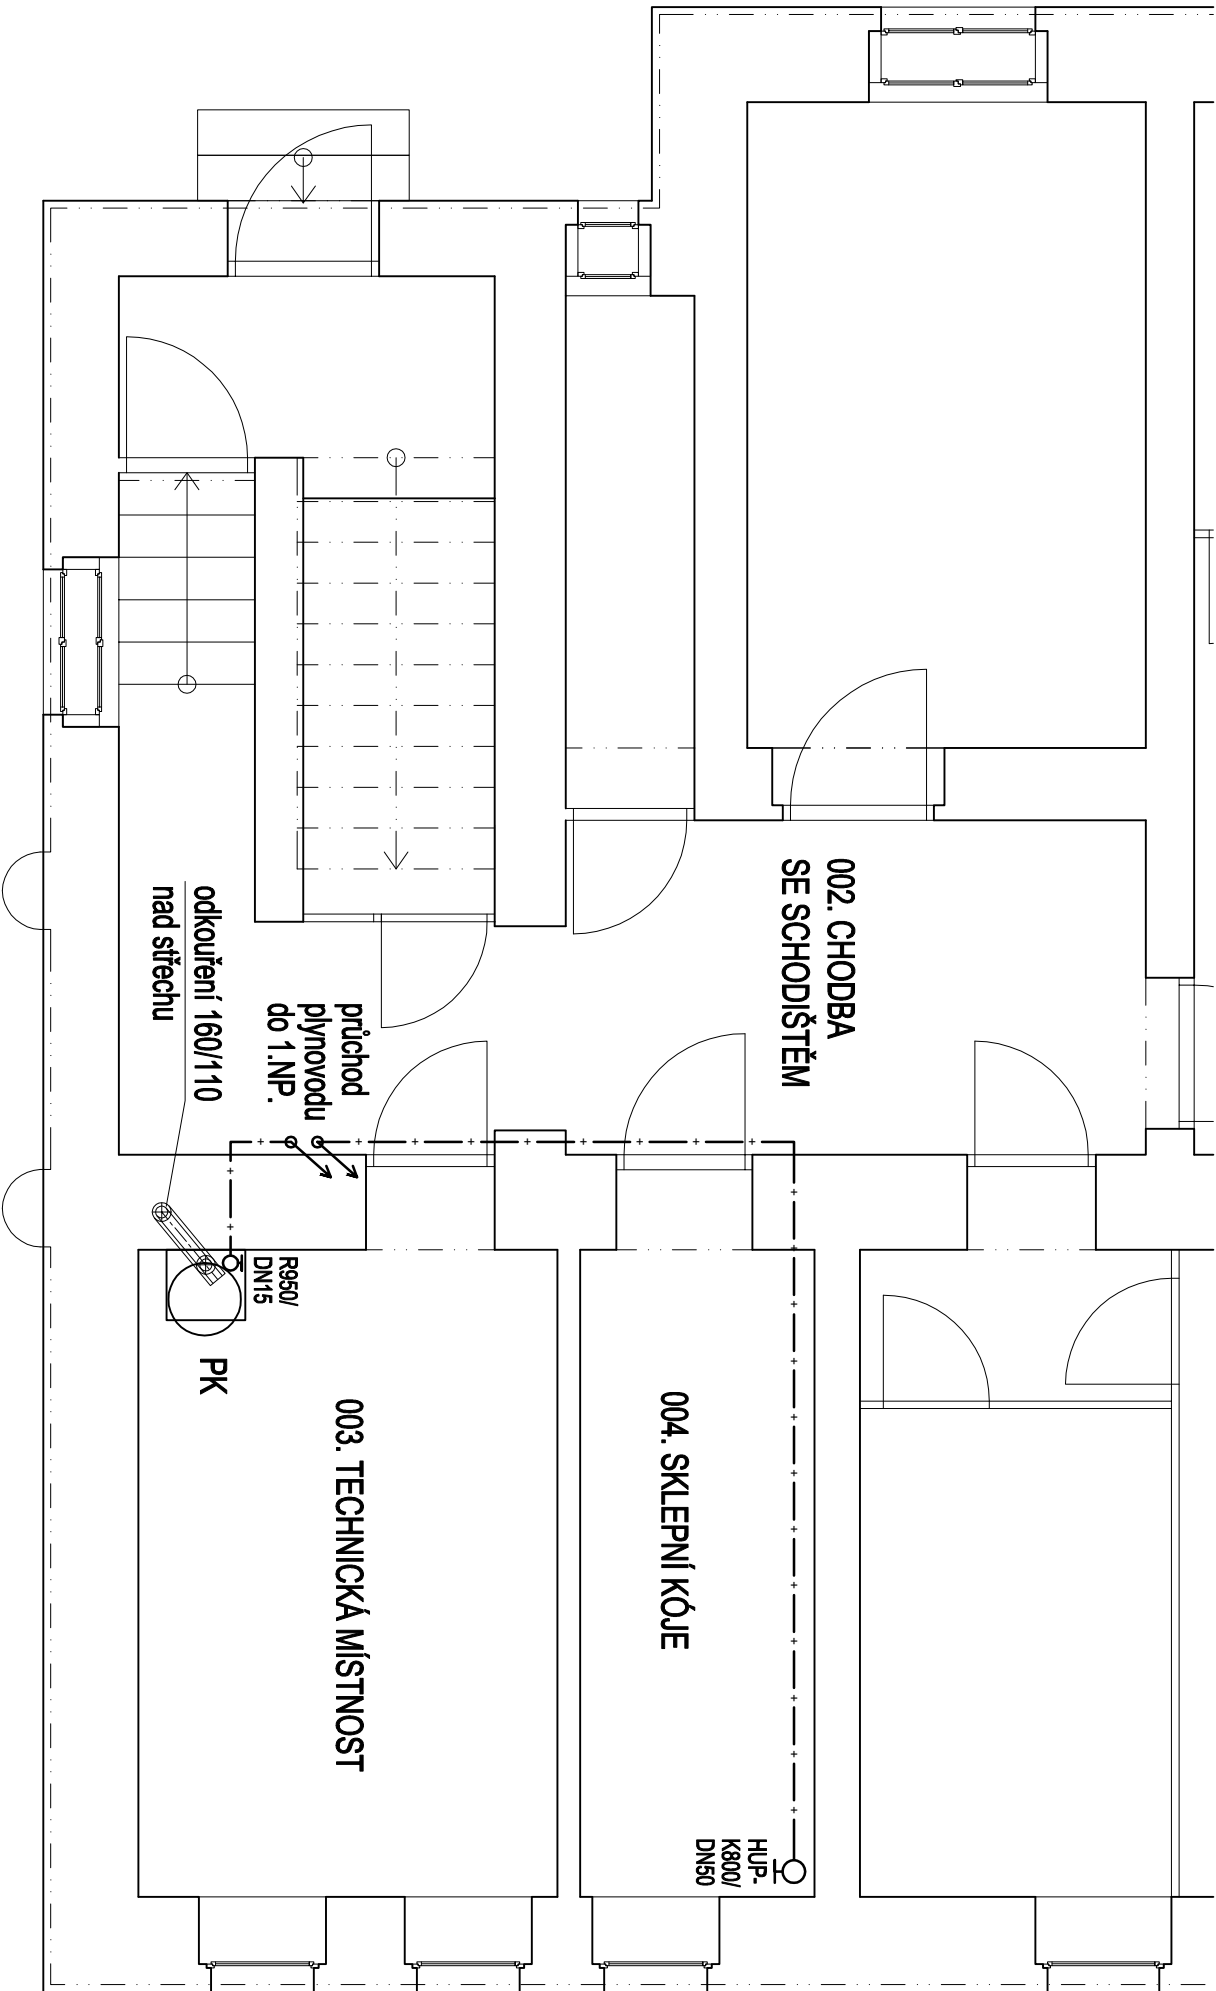 002. CHODBA
SE SCHODIŠTĚM
odkouření 160/110
nad střechu
průchod
plynovodu
do 1.NP.
R950/
DN15
PK
003. TECHNICKÁ MÍSTNOST
004. SKLEPNÍ KÓJE
HUP-
K800/
DN50